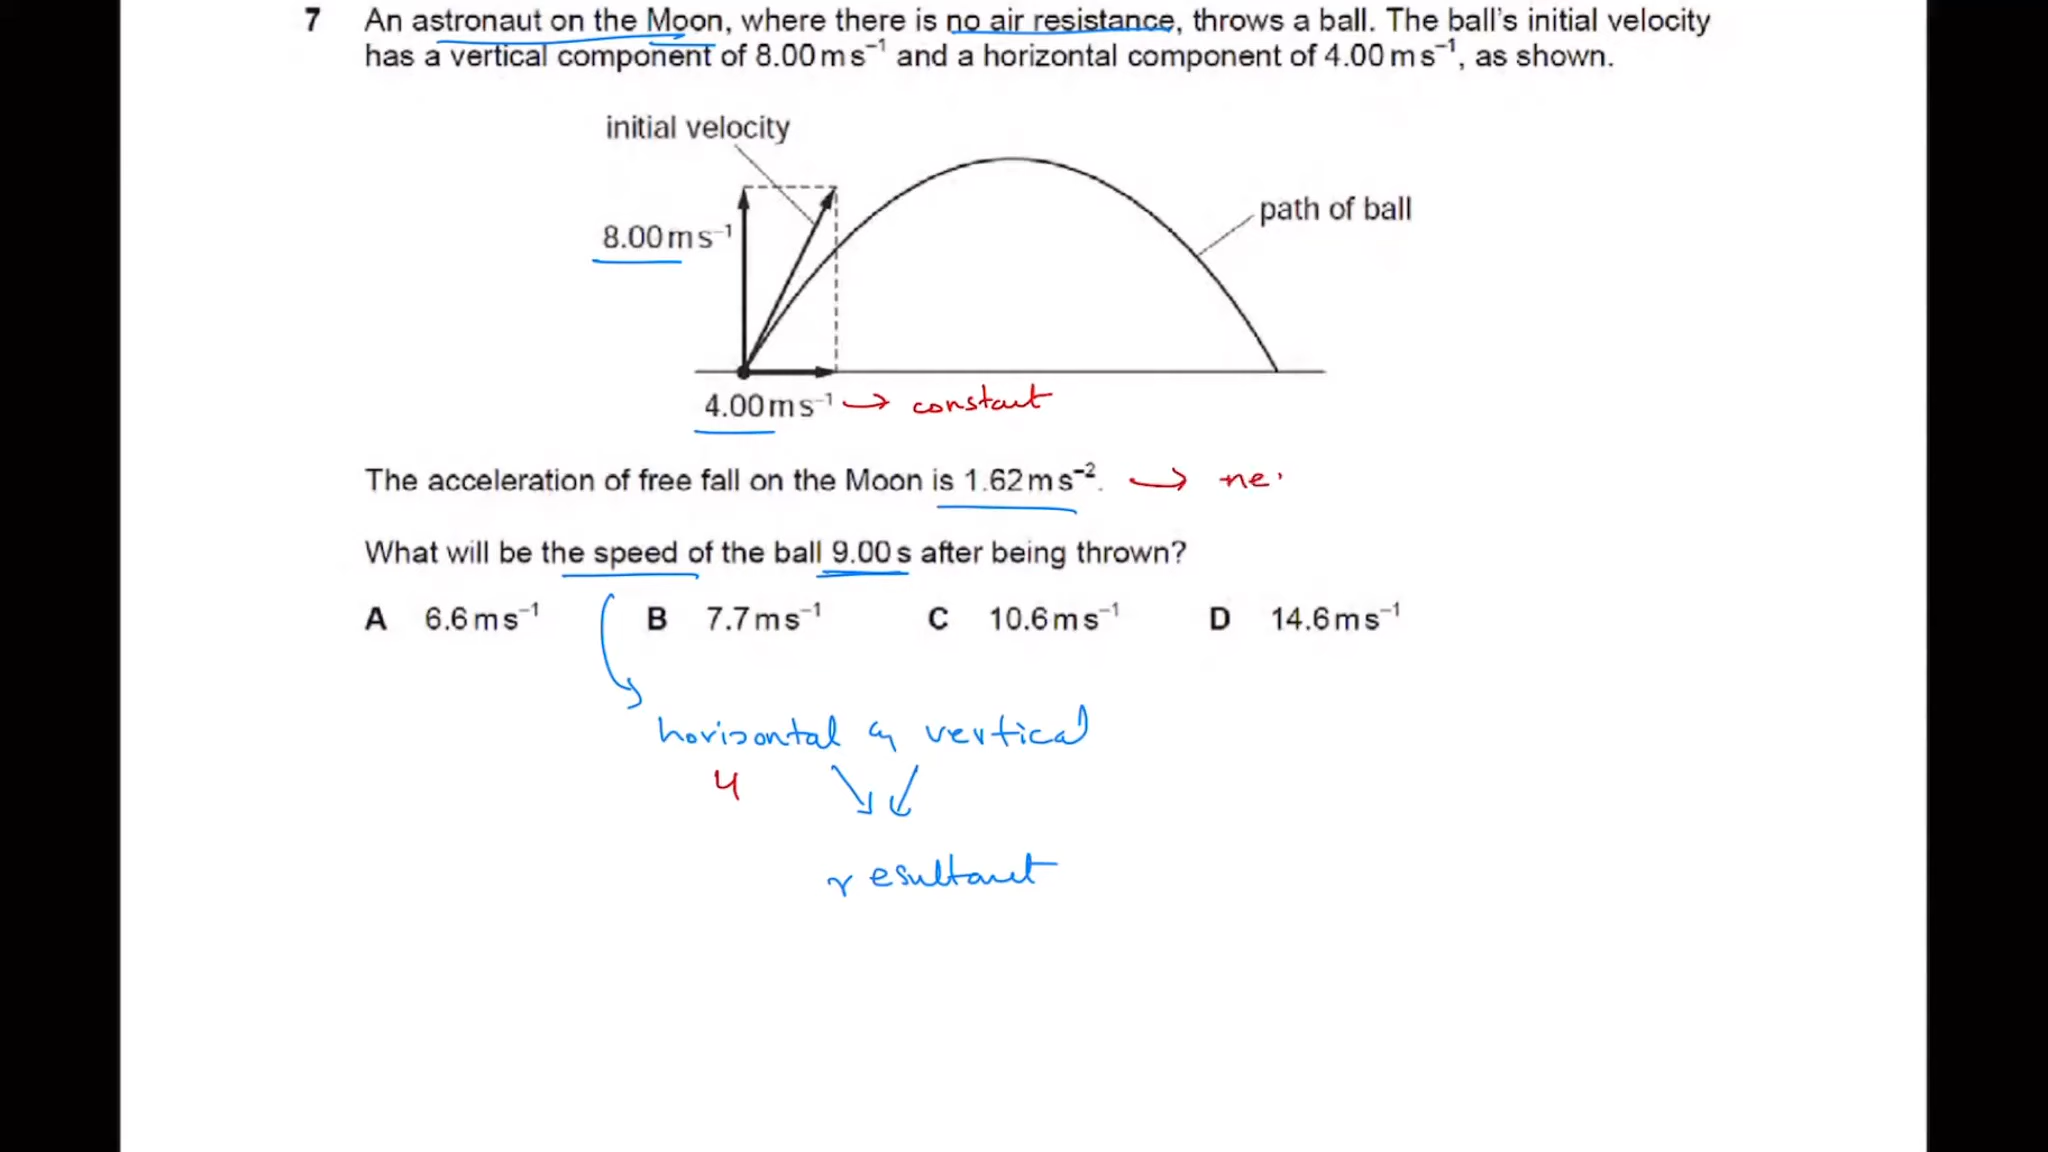 7 An astronaut on the Moon, where there is no air resistance, throws a ball. The ball's initial velocity
has a vertical component of 8.00 m s⁻¹ and a horizontal component of 4.00 m s⁻¹, as shown.
initial velocity
path of ball
8.00 m s⁻¹
4.00 m s⁻¹ → constant
The acceleration of free fall on the Moon is 1.62 m s⁻². → ne
What will be the speed of the ball 9.00 s after being thrown?
A 6.6 m s⁻¹ B 7.7 m s⁻¹ C 10.6 m s⁻¹ D 14.6 m s⁻¹
horizontal & vertical
4
resultant